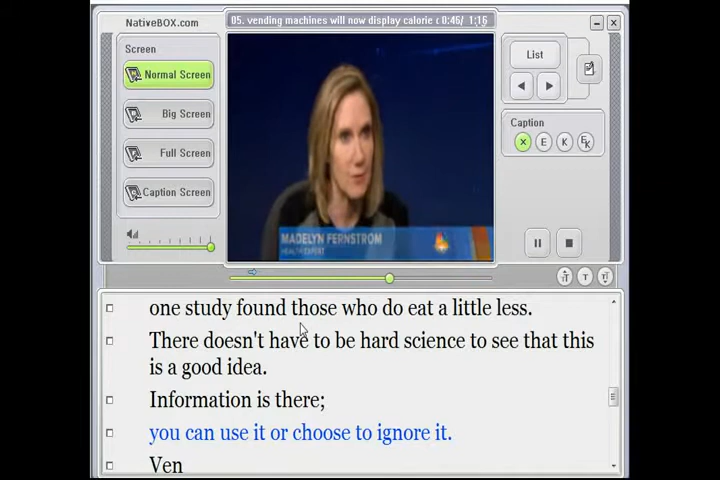 NativeBOX.com
05. vending machines will now display calorie c 0:46/ 1:16
Screen
Normal Screen
Big Screen
Full Screen
Caption Screen
List
Caption
X E K EK
MADELYN FERNSTROM
HEALTH EXPERT
T T T
one study found those who do eat a little less.
There doesn't have to be hard science to see that this
is a good idea.
Information is there;
you can use it or choose to ignore it.
Ven